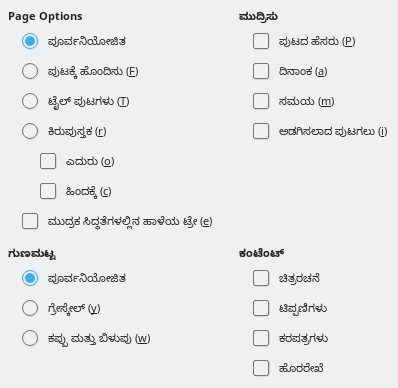 Page Options
ಪೂರ್ವನಿಯೋಜಿತ
ಪುಟಕ್ಕೆ ಹೊಂದಿಸು (F)
ಟೈಲ್ ಪುಟಗಳು (T)
ಕಿರುಪುಸ್ತಕ (r)
ಎದುರು (o)
ಹಿಂದಕ್ಕೆ (c)
ಮುದ್ರಕ ಸಿದ್ಧತೆಗಳಲ್ಲಿನ ಹಾಳೆಯ ಟ್ರೇ (e)
ಮುದ್ರಿಸು
ಪುಟದ ಹೆಸರು (P)
ದಿನಾಂಕ (a)
ಸಮಯ (m)
ಅಡಗಿಸಲಾದ ಪುಟಗಲು (i)
ಗುಣಮಟ್ಟ
ಪೂರ್ವನಿಯೋಜಿತ
ಗ್ರೇಸ್ಕೇಲ್ (y)
ಕಪ್ಪು ಮತ್ತು ಬಿಳುಪು (w)
ಕಂಟೆಂಟ್
ಚಿತ್ರರಚನೆ
ಟಿಪ್ಪಣಿಗಳು
ಕರಪತ್ರಗಳು
ಹೊರರೇಖೆ